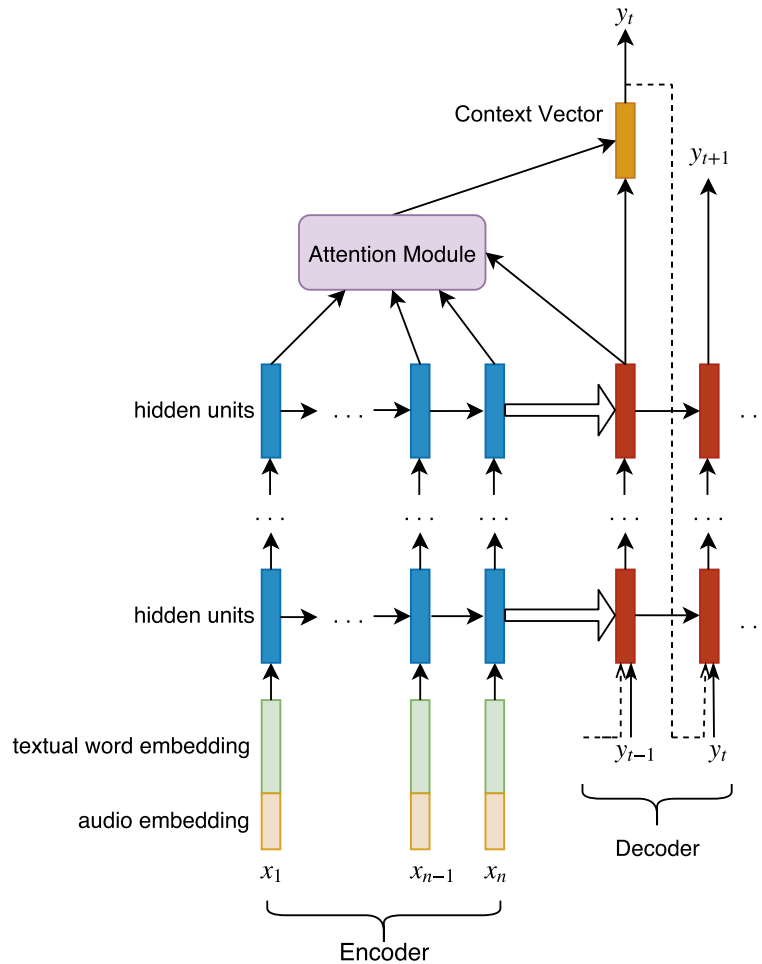 y_t
Context Vector
y_{t+1}
Attention Module
hidden units
. . .
. .
. . .
. . .
. . .
. . .
. . .
hidden units
. . .
. .
textual word embedding
y_{t−1}
y_t
audio embedding
Decoder
x_1
x_{n−1}
x_n
Encoder